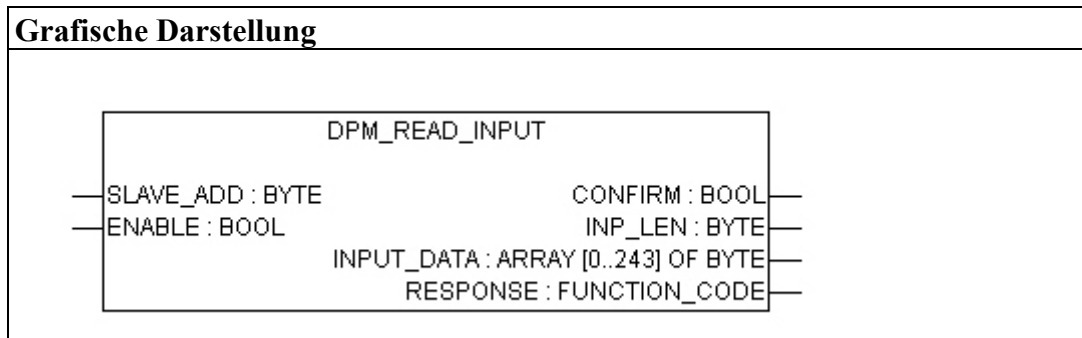 Grafische Darstellung
DPM_READ_INPUT
SLAVE_ADD : BYTE CONFIRM : BOOL
ENABLE : BOOL INP_LEN : BYTE
INPUT_DATA : ARRAY [0..243] OF BYTE
RESPONSE : FUNCTION_CODE